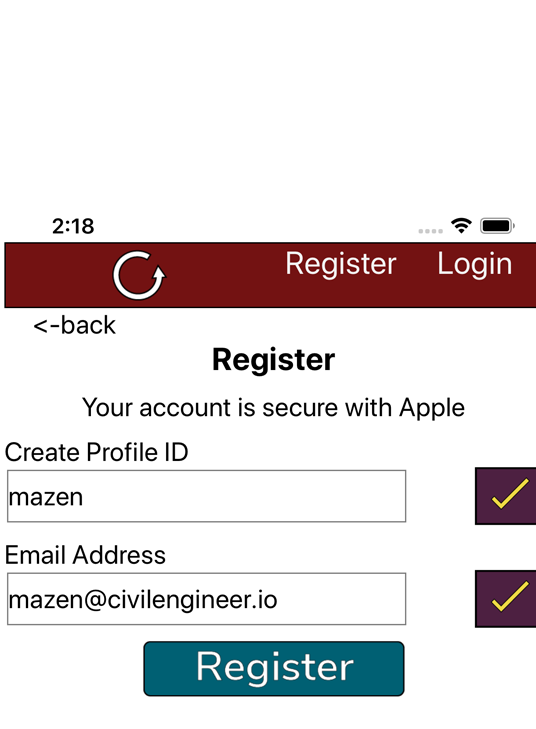 2:18
Register Login
<-back
Register
Your account is secure with Apple
Create Profile ID
mazen
Email Address
mazen@civilengineer.io
Register